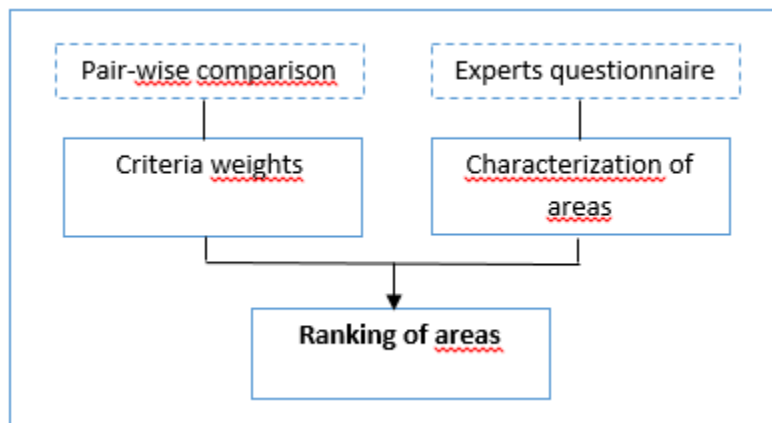 Pair-wise comparison
Experts questionnaire
Criteria weights
Characterization of
areas
Ranking of areas